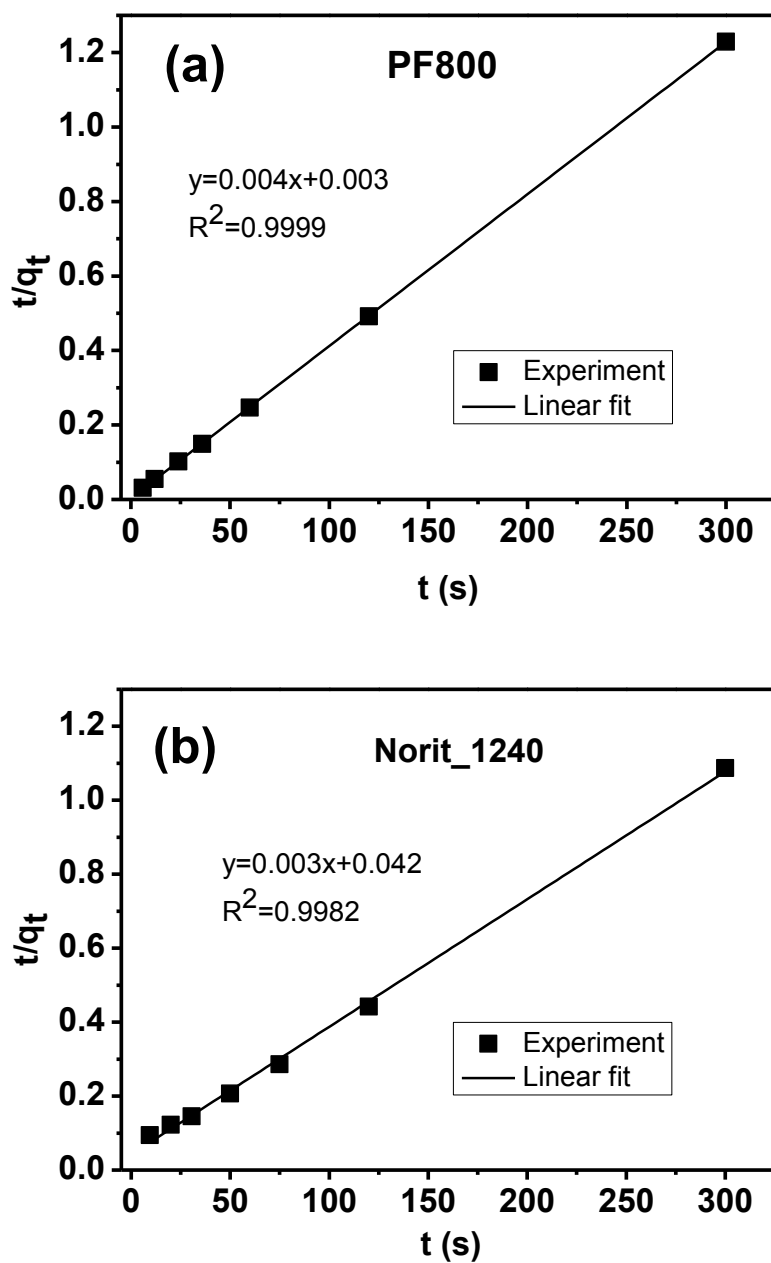 (a)
PF800
y=0.004x+0.003
R²=0.9999
t/qₜ
1.2
1.0
0.8
0.6
0.4
0.2
0.0
Experiment
Linear fit
0 50 100 150 200 250 300
t (s)
(b)
Norit_1240
y=0.003x+0.042
R²=0.9982
t/qₜ
1.2
1.0
0.8
0.6
0.4
0.2
0.0
Experiment
Linear fit
0 50 100 150 200 250 300
t (s)